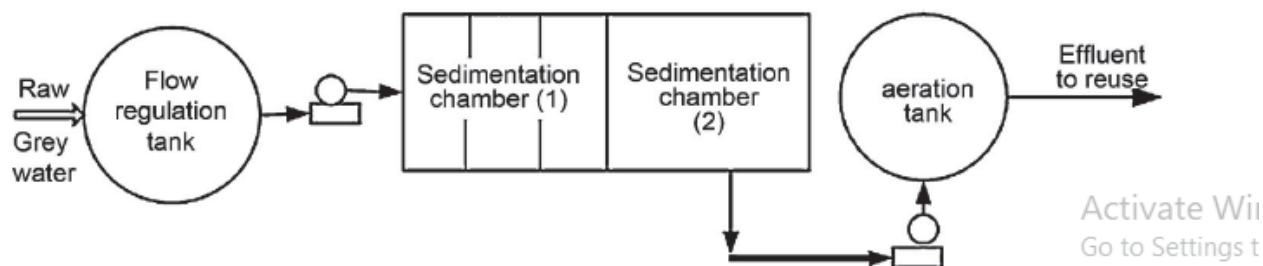 Raw
Grey
water
Flow
regulation
tank
Sedimentation
chamber (1)
Sedimentation
chamber
(2)
aeration
tank
Effluent
to reuse
Activate Wi
Go to Settings t